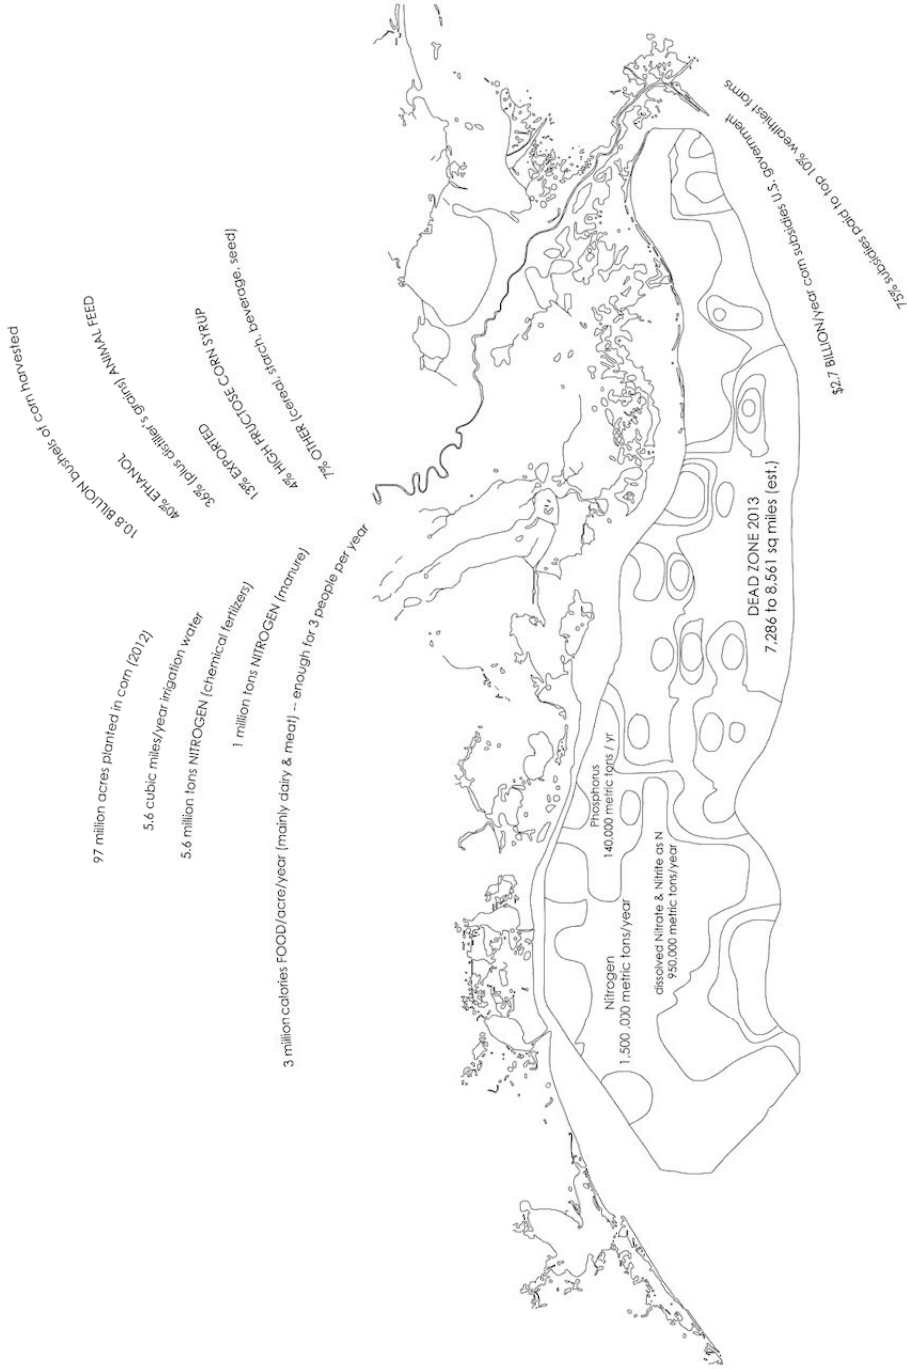 97 million acres planted in corn (2012)
5.6 cubic miles/year irrigation water
5.6 million tons NITROGEN (chemical fertlizers)
1 million tons NITROGEN (manure)
3 million calories FOOD/acre/year (mainly dairy & meat) -- enough for 3 people per year
10.8 BILLION bushels of corn harvested
40% ETHANOL
36% (plus distiller's grains) ANIMAL FEED
13% EXPORTED
4% HIGH FRUCTOSE CORN SYRUP
7% OTHER (cereal, starch, beverage, seed)
Phosphorus
140,000 metric tons / yr
Nitrogen
1,500 ,000 metric tons/year
dissolved Nitrate & Nitrite as N
950,000 metric tons/year
DEAD ZONE 2013
7,286 to 8,561 sq miles (est.)
$2.7 BILLION/year corn subsidies U.S. government
75% subsidies paid to top 10% wealthiest farms